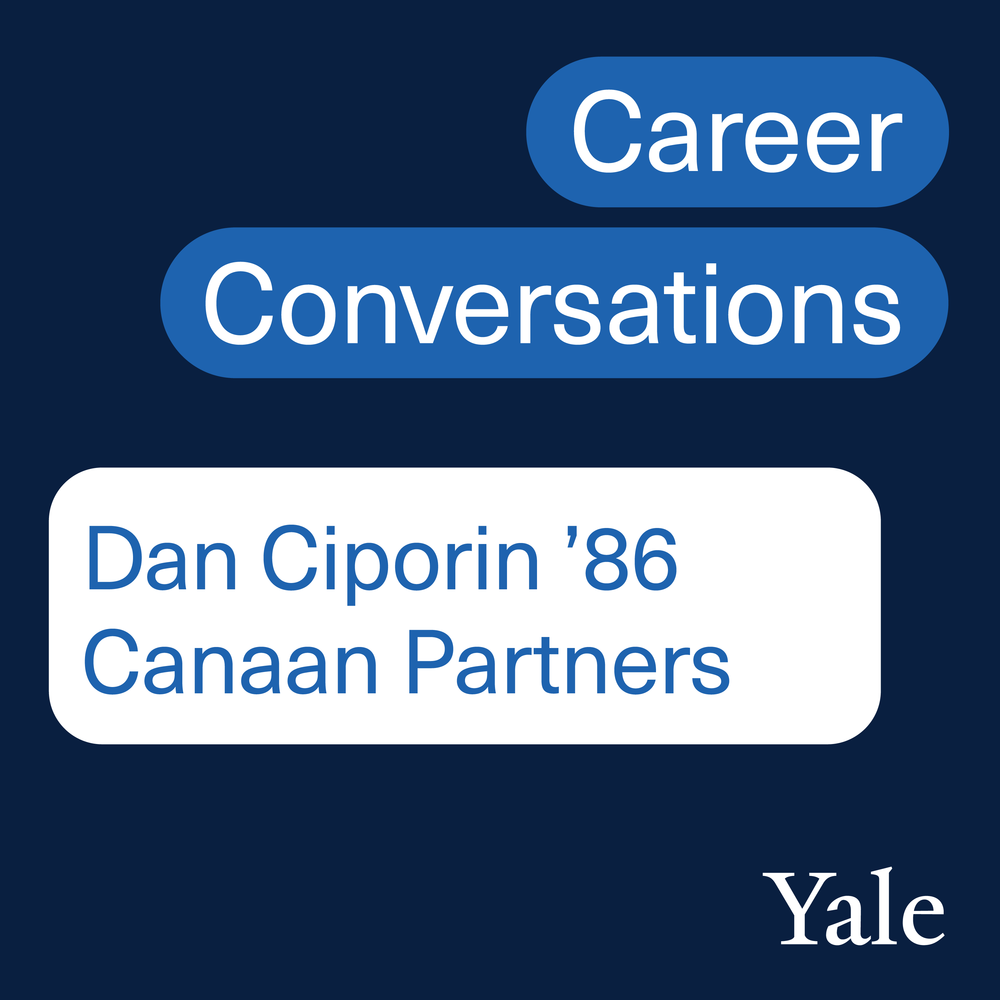 Career
Conversations
Dan Ciporin ’86
Canaan Partners
Yale